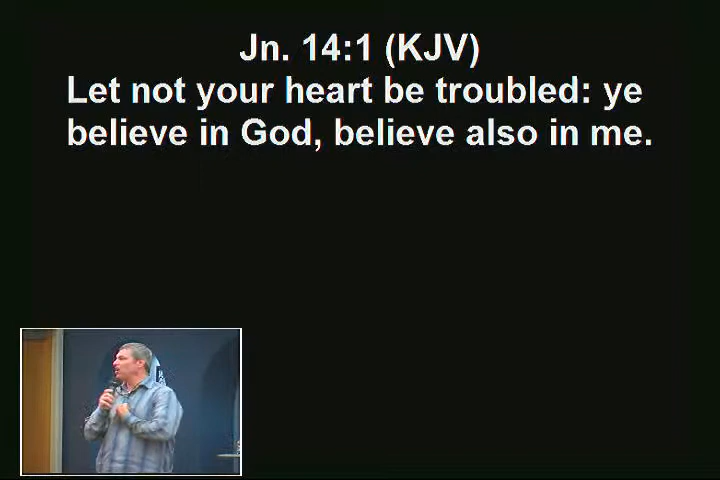 Jn. 14:1 (KJV)
Let not your heart be troubled: ye
believe in God, believe also in me.